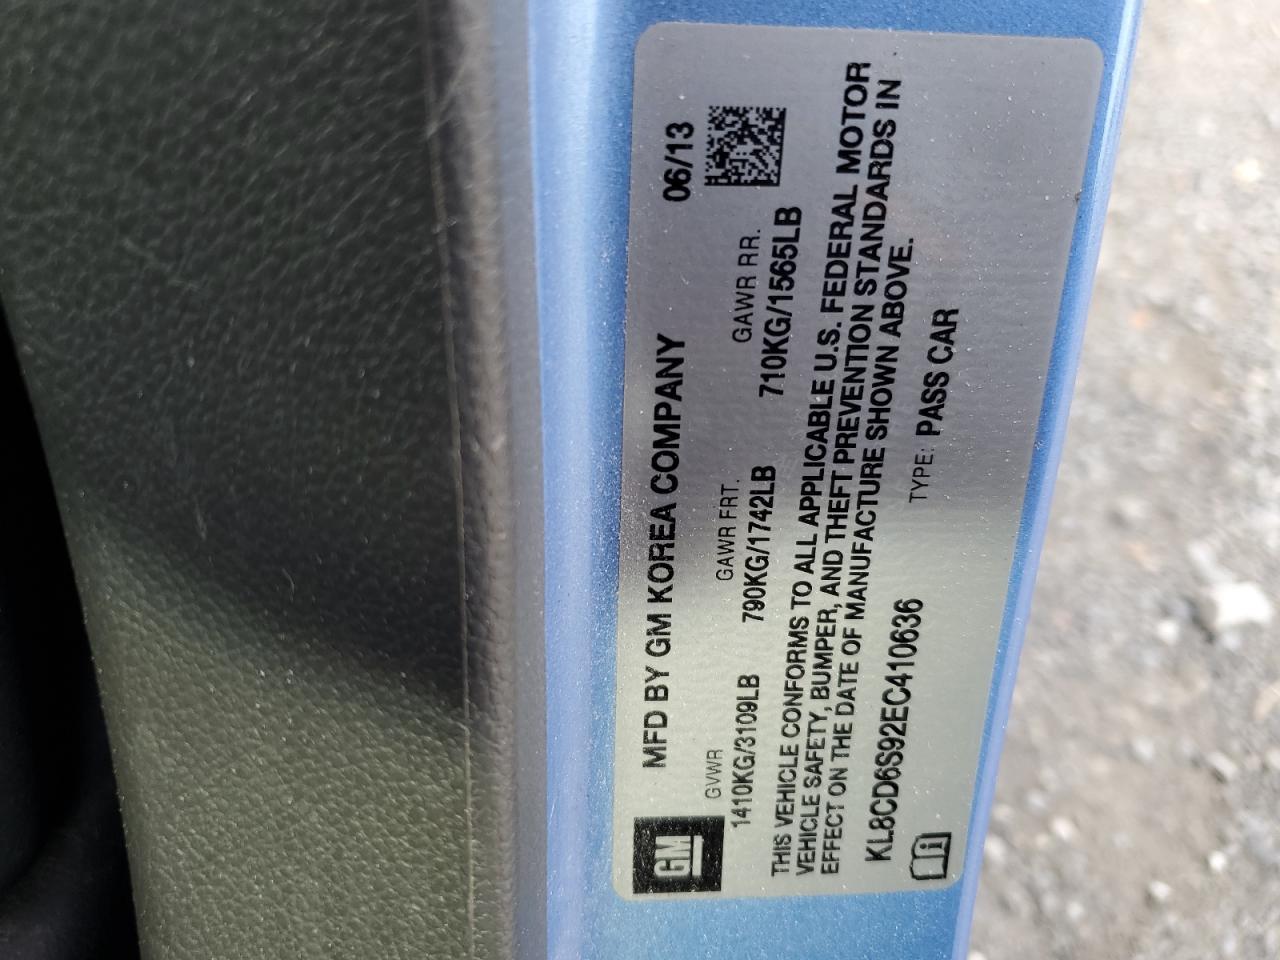 GM
MFD BY GM KOREA COMPANY 06/13
GVWR GAWR FRT. GAWR RR.
1410KG/3109LB 790KG/1742LB 710KG/1565LB
THIS VEHICLE CONFORMS TO ALL APPLICABLE U.S. FEDERAL MOTOR
VEHICLE SAFETY, BUMPER, AND THEFT PREVENTION STANDARDS IN
EFFECT ON THE DATE OF MANUFACTURE SHOWN ABOVE.
KL8CD6S92EC410636 TYPE: PASS CAR